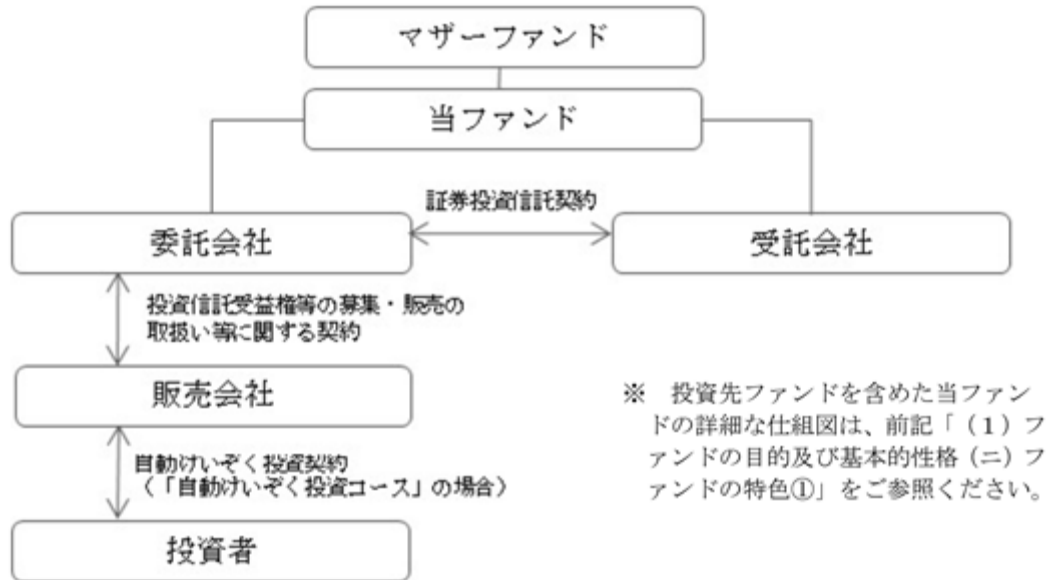 マザーファンド
当ファンド
証券投資信託契約
委託会社
受託会社
投資信託受益権等の募集・販売の
取扱い等に関する契約
販売会社
※　投資先ファンドを含めた当ファン
ドの詳細な仕組図は、前記「（１）フ
ァンドの目的及び基本的性格（ニ）フ
ァンドの特色①」をご参照ください。
自動けいぞく投資契約
（「自動けいぞく投資コース」の場合）
投資者